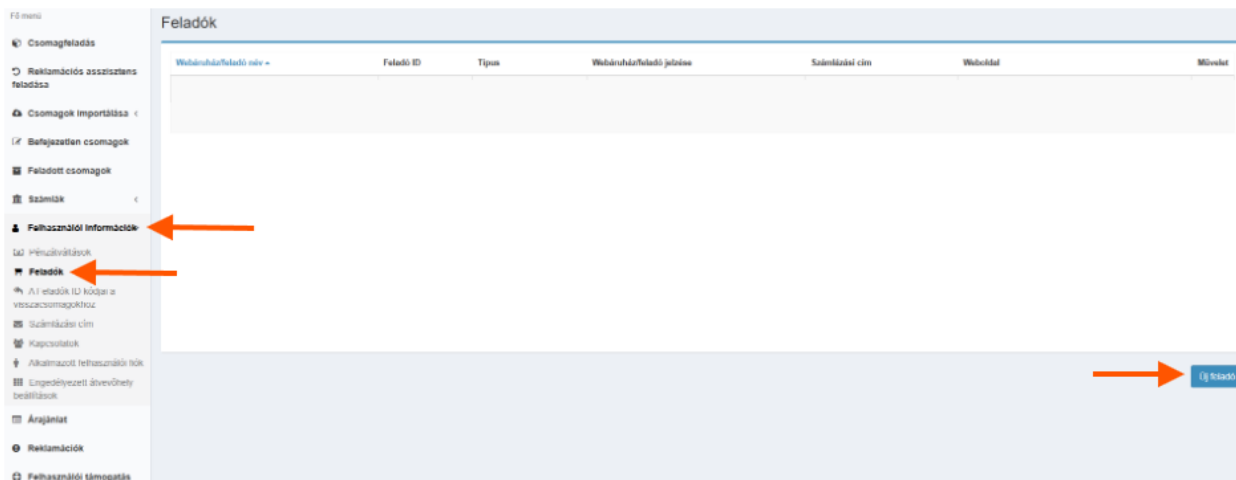 Fő menü
Csomagfeladás
Reklamációs asszisztens
feladása
Csomagok importálása
Befejezetlen csomagok
Feladott csomagok
Számlák
Felhasználói információk
Pénzátváltások
Feladók
A Feladók ID kódjai a
visszacsomagokhoz
Számlázási cím
Kapcsolatok
Alkalmazott felhasználói fiók
Engedélyezett átvevőhely
beállítások
Árajánlat
Reklamációk
Felhasználói támogatás
Feladók
Webáruház/feladó név Feladó ID Típus Webáruház/feladó jelzése Számlázási cím Weboldal Művelet
Új feladó